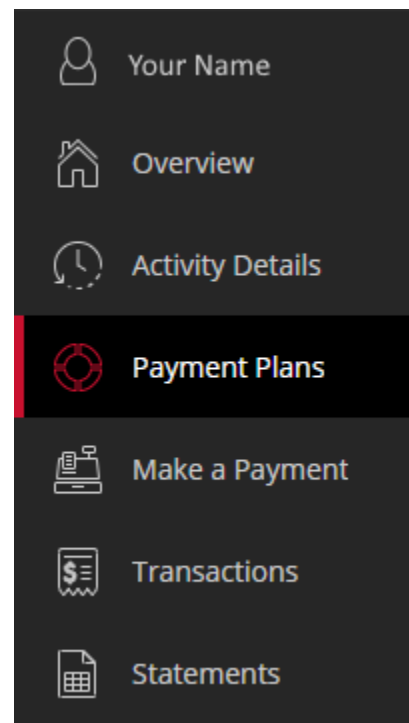 Your Name
Overview
Activity Details
Payment Plans
Make a Payment
$ Transactions
Statements